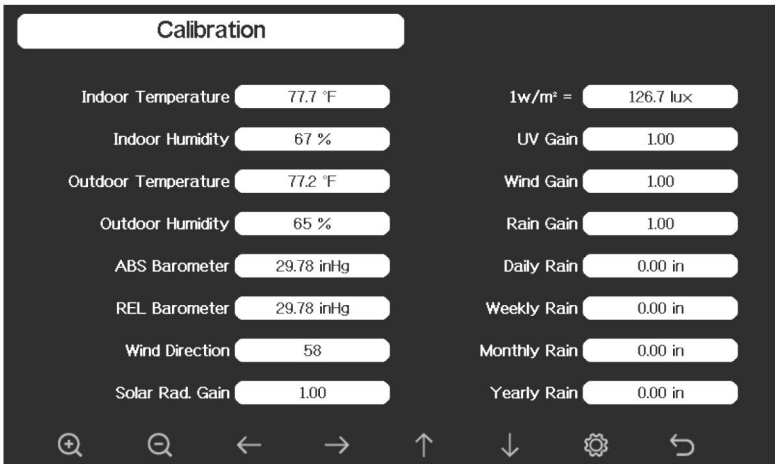 Calibration
Indoor Temperature 77.7 °F
Indoor Humidity 67 %
Outdoor Temperature 77.2 °F
Outdoor Humidity 65 %
ABS Barometer 29.78 inHg
REL Barometer 29.78 inHg
Wind Direction 58
Solar Rad. Gain 1.00
1w/m² = 126.7 lux
UV Gain 1.00
Wind Gain 1.00
Rain Gain 1.00
Daily Rain 0.00 in
Weekly Rain 0.00 in
Monthly Rain 0.00 in
Yearly Rain 0.00 in